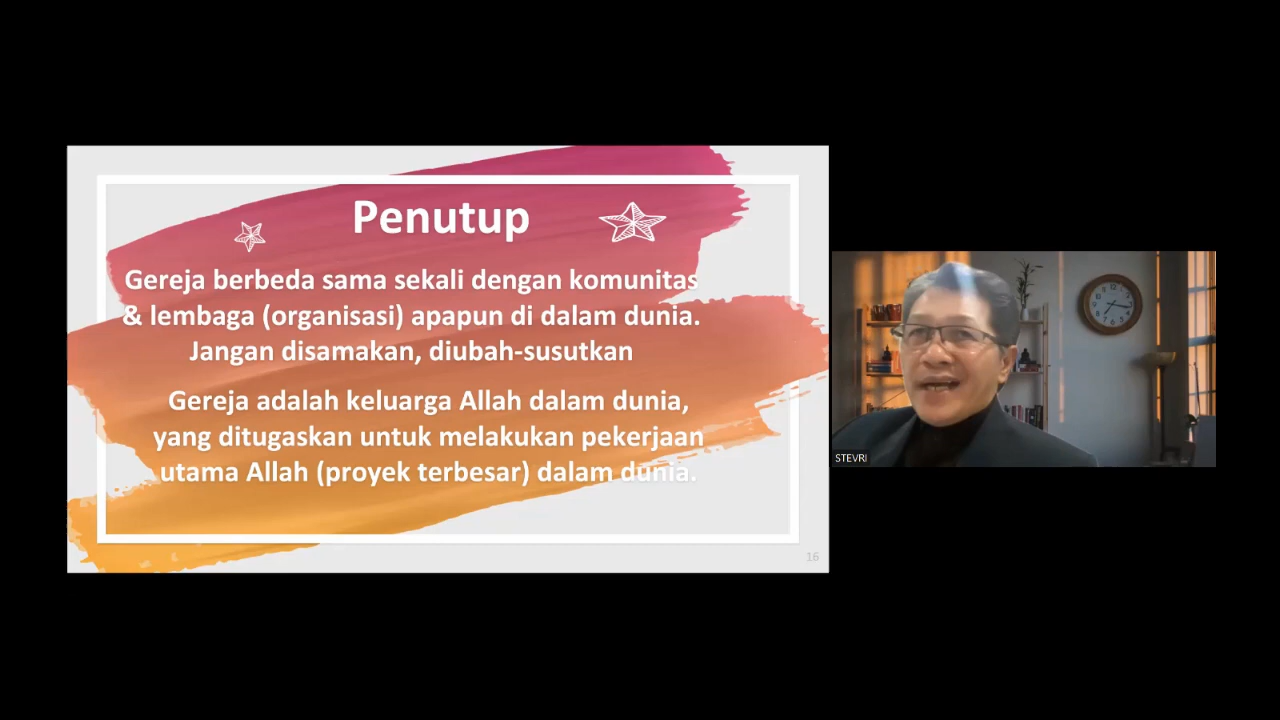 Penutup
Gereja berbeda sama sekali dengan komunitas
& lembaga (organisasi) apapun di dalam dunia.
Jangan disamakan, diubah-susutkan
Gereja adalah keluarga Allah dalam dunia,
yang ditugaskan untuk melakukan pekerjaan
utama Allah (proyek terbesar) dalam dunia.
16
STEVRI